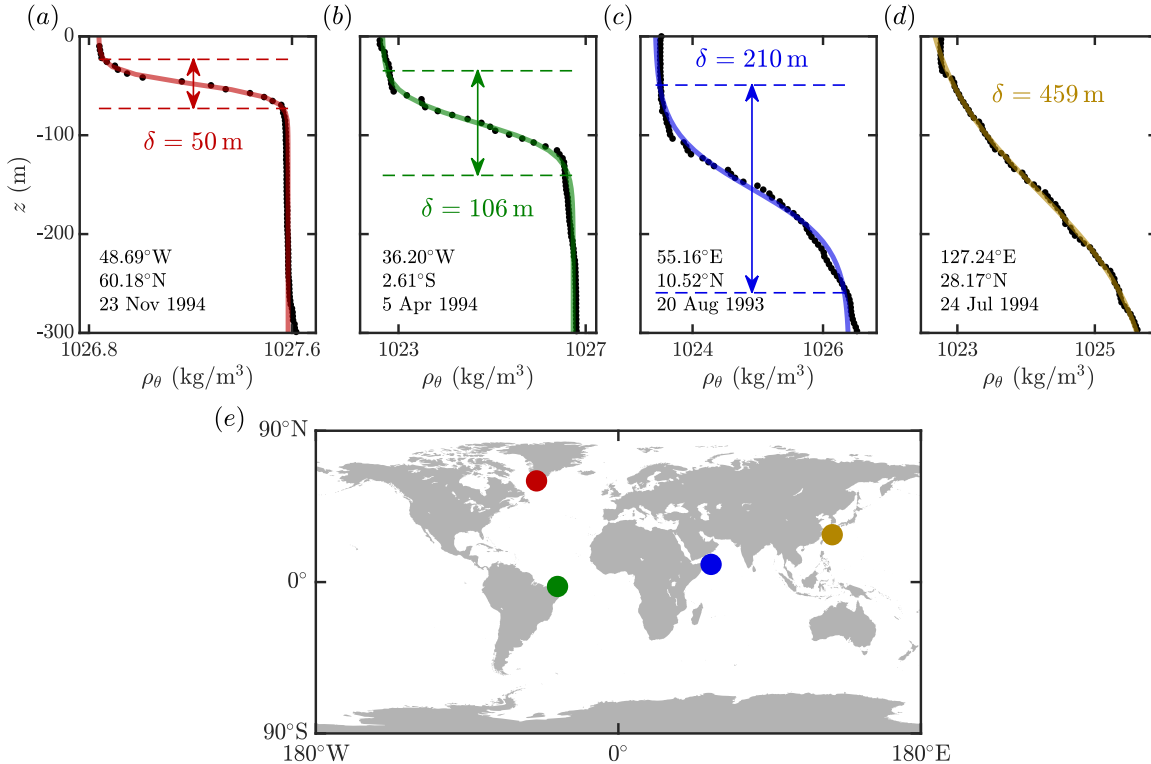 (a) (b) (c) (d)
0
-100
-200
-300
z (m)
δ = 50 m
48.69°W
60.18°N
23 Nov 1994
1026.8 1027.6
ρθ (kg/m³)
δ = 106 m
36.20°W
2.61°S
5 Apr 1994
1023 1027
ρθ (kg/m³)
δ = 210 m
55.16°E
10.52°N
20 Aug 1993
1024 1026
ρθ (kg/m³)
δ = 459 m
127.24°E
28.17°N
24 Jul 1994
1023 1025
ρθ (kg/m³)
(e)
90°N
0°
90°S
180°W 0° 180°E